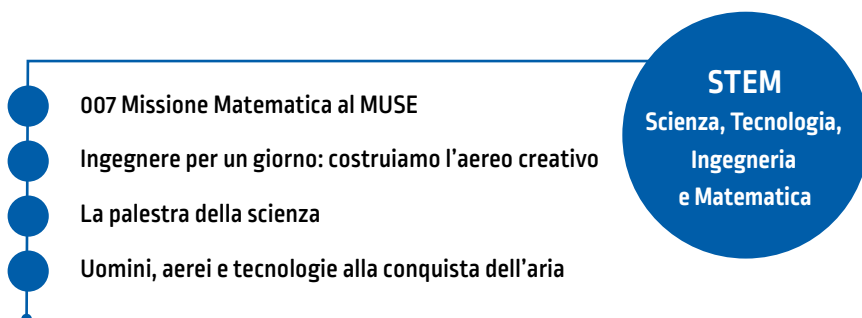 STEM
Scienza, Tecnologia,
Ingegneria
e Matematica
007 Missione Matematica al MUSE
Ingegnere per un giorno: costruiamo l'aereo creativo
La palestra della scienza
Uomini, aerei e tecnologie alla conquista dell'aria